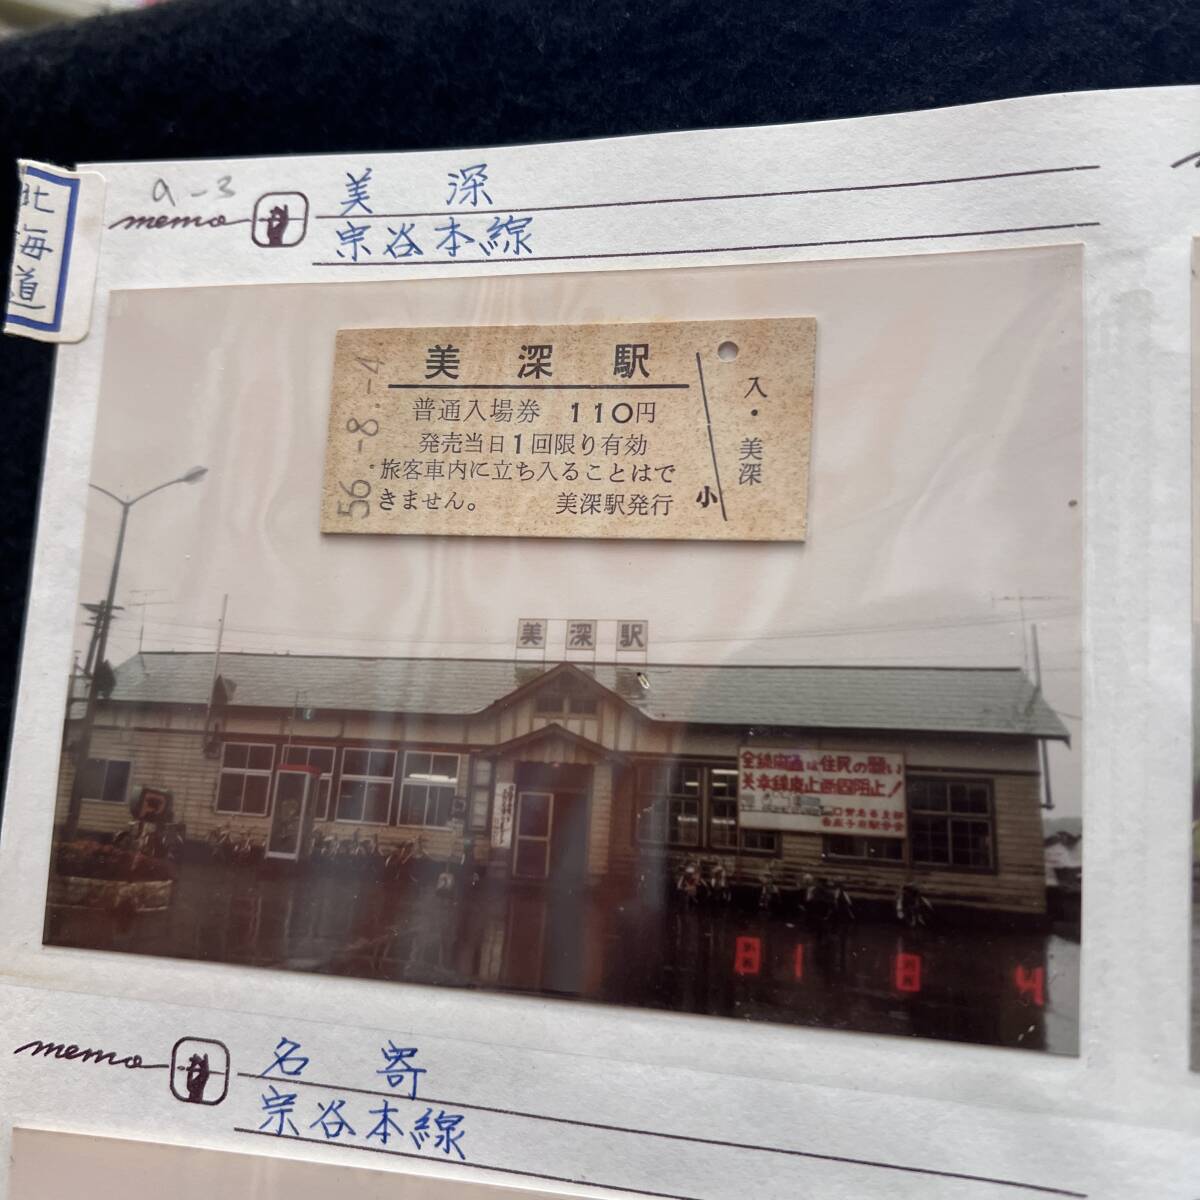 北海道
a-3
memo
美深
宗谷本線
美深駅
普通入場券 110円
発売当日1回限り有効
旅客車内に立ち入ることはで
きません。 美深駅発行
56.-8.-4
小
入・美深
美深駅
全線開通は住民の願い
美幸線廃止断固阻止!
81 8 4
memo
名寄
宗谷本線